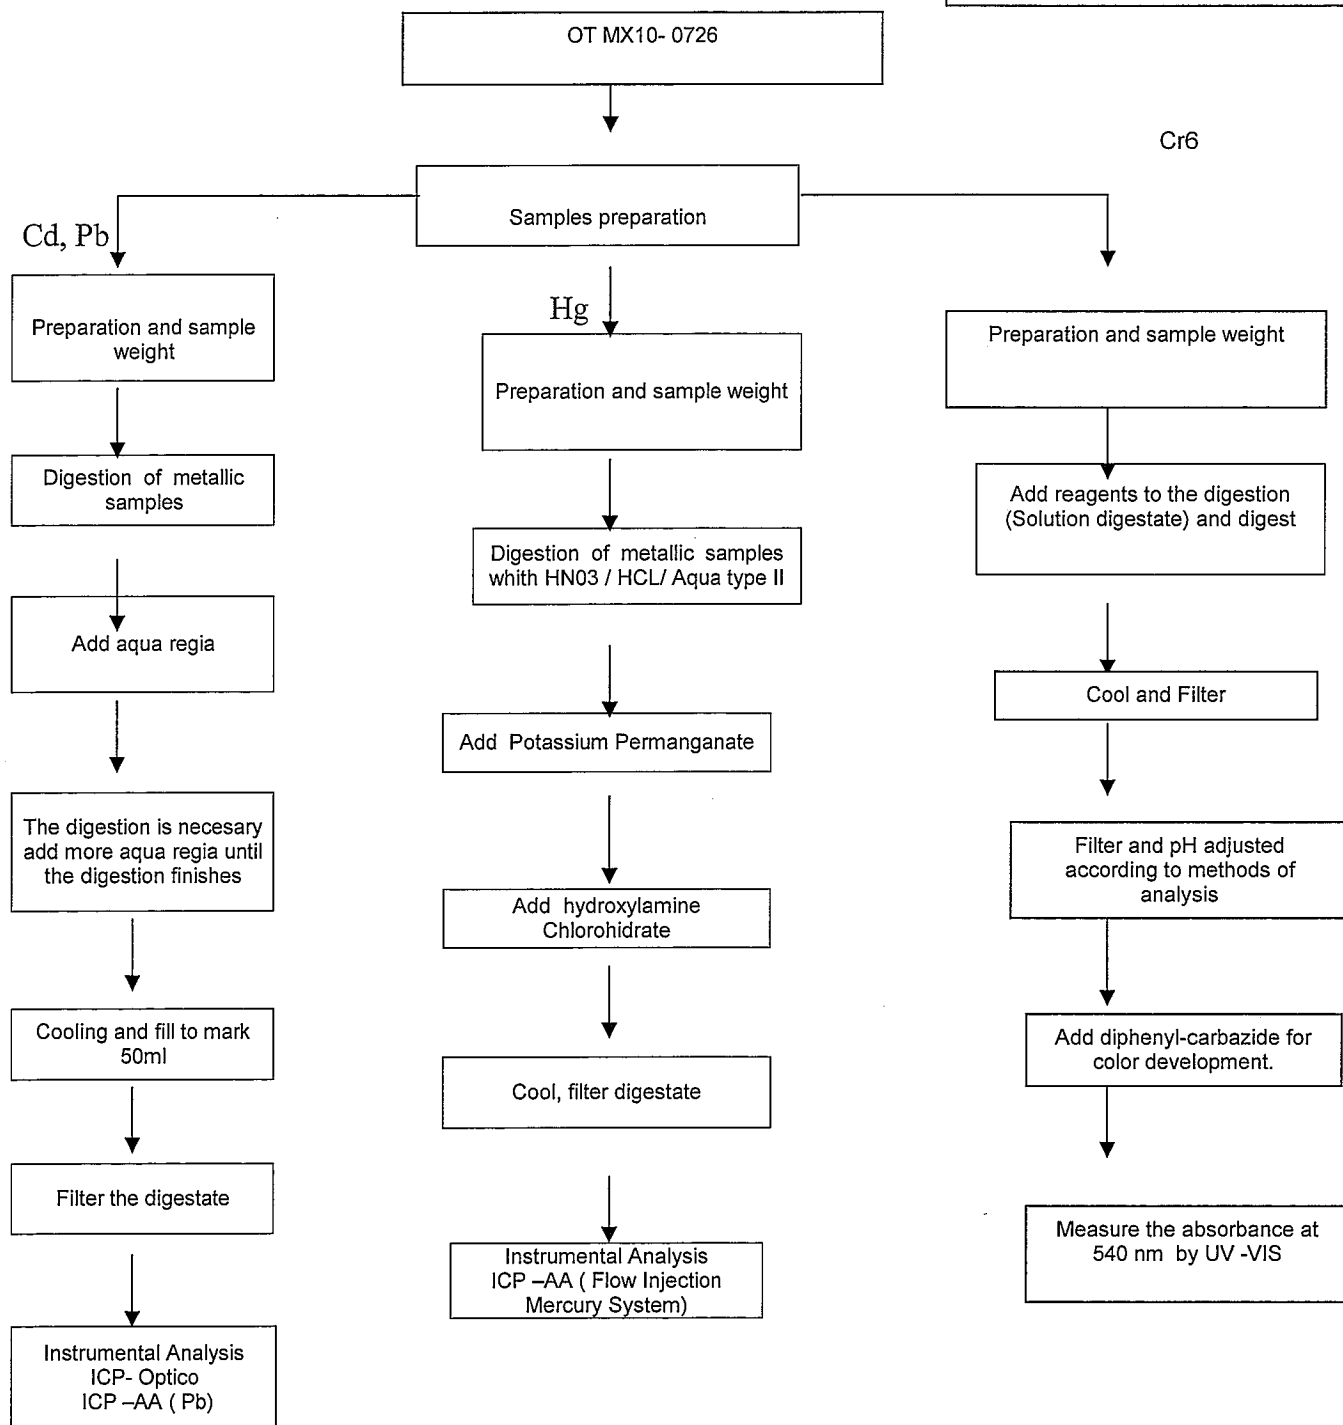 OT MX10- 0726
Cr6
Samples preparation
Cd, Pb
Preparation and sample
weight
Digestion of metallic
samples
Add aqua regia
The digestion is necesary
add more aqua regia until
the digestion finishes
Cooling and fill to mark
50ml
Filter the digestate
Instrumental Analysis
ICP- Optico
ICP –AA ( Pb)
Hg
Preparation and sample weight
Digestion of metallic samples
whith HN03 / HCL/ Aqua type II
Add Potassium Permanganate
Add hydroxylamine
Chlorohidrate
Cool, filter digestate
Instrumental Analysis
ICP –AA ( Flow Injection
Mercury System)
Preparation and sample weight
Add reagents to the digestion
(Solution digestate) and digest
Cool and Filter
Filter and pH adjusted
according to methods of
analysis
Add diphenyl-carbazide for
color development.
Measure the absorbance at
540 nm by UV -VIS